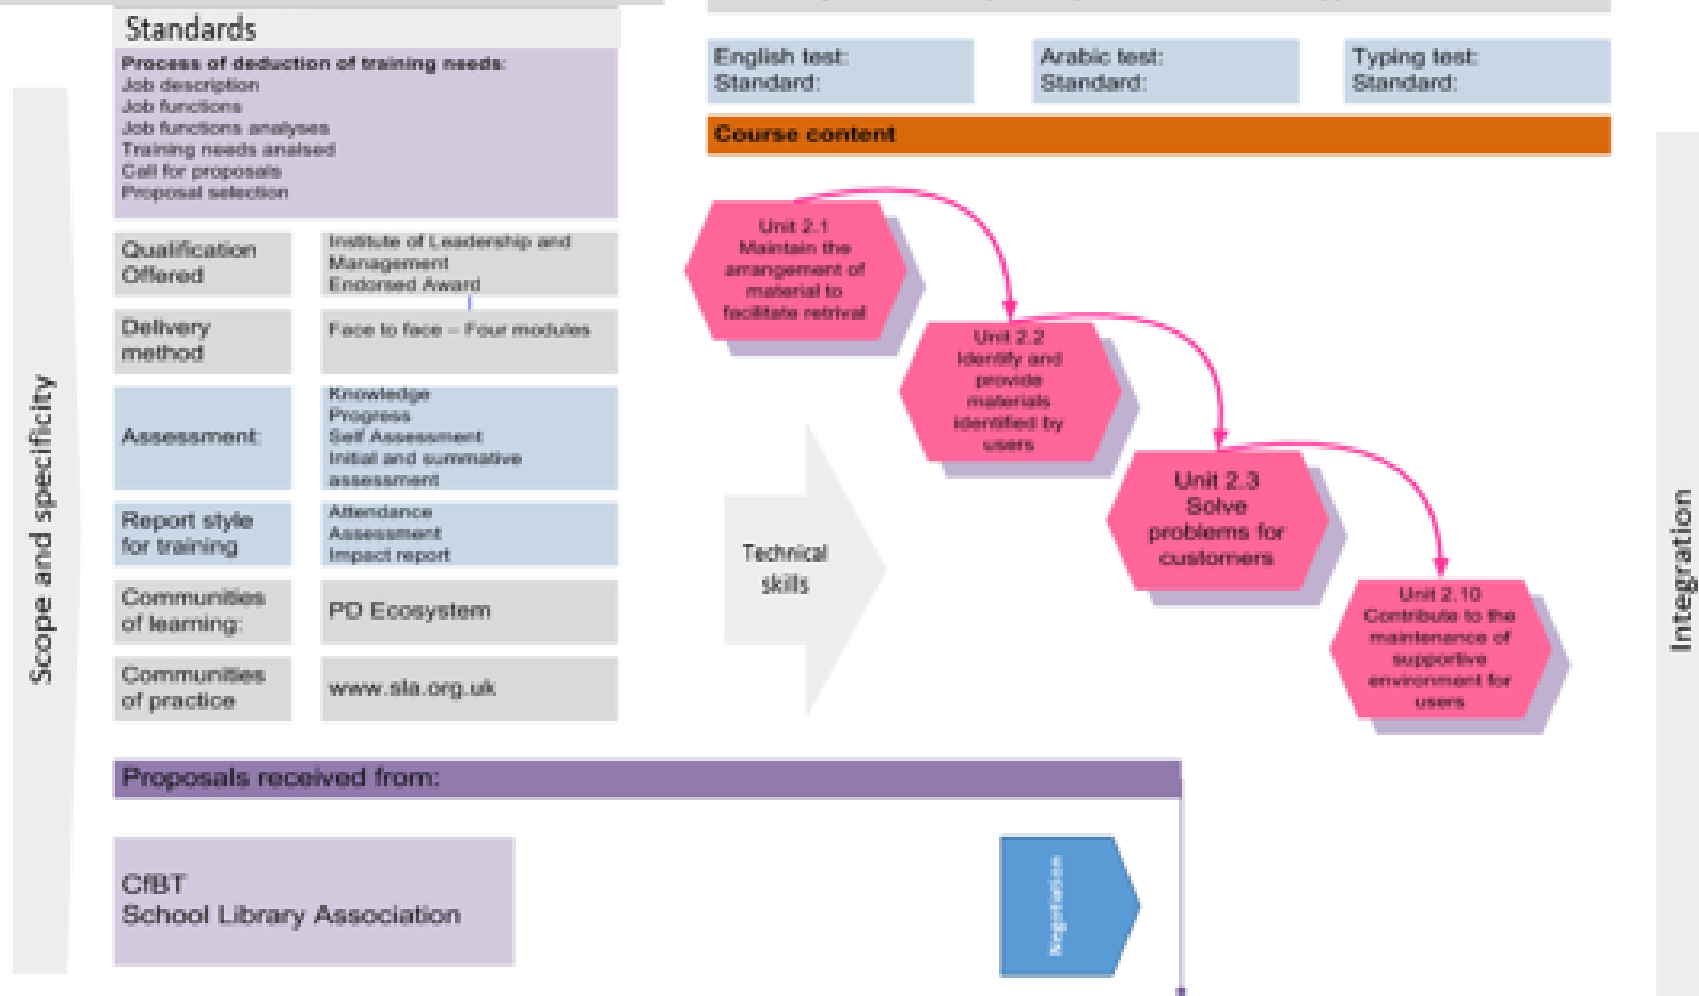 Standards
Process of deduction of training needs:
Job description
Job functions
Job functions analyses
Training needs analsed
Call for proposals
Proposal selection
Qualification
Offered
Institute of Leadership and
Management
Endorsed Award
Delivery
method
Face to face – Four modules
Assessment:
Knowledge
Progress
Self Assessment
Initial and summative
assessment
Report style
for training
Attendance
Assessment
Impact report
Communities
of learning:
PD Ecosystem
Communities
of practice
www.sla.org.uk
Scope and specificity
English test:
Standard:
Arabic test:
Standard:
Typing test:
Standard:
Course content
Unit 2.1
Maintain the
arrangement of
material to
facilitate retrival
Unit 2.2
Identify and
provide
materials
identified by
users
Unit 2.3
Solve
problems for
customers
Unit 2.10
Contribute to the
maintenance of
supportive
environment for
users
Technical
skills
Integration
Proposals received from:
CfBT
School Library Association
Negotiation